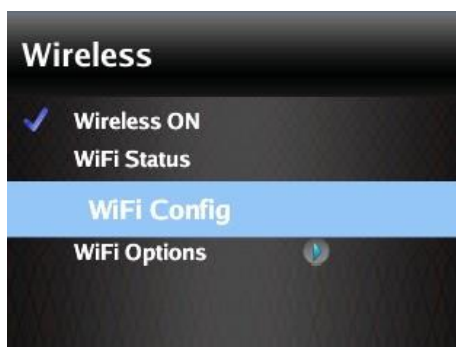 Wireless
Wireless ON
WiFi Status
WiFi Config
WiFi Options